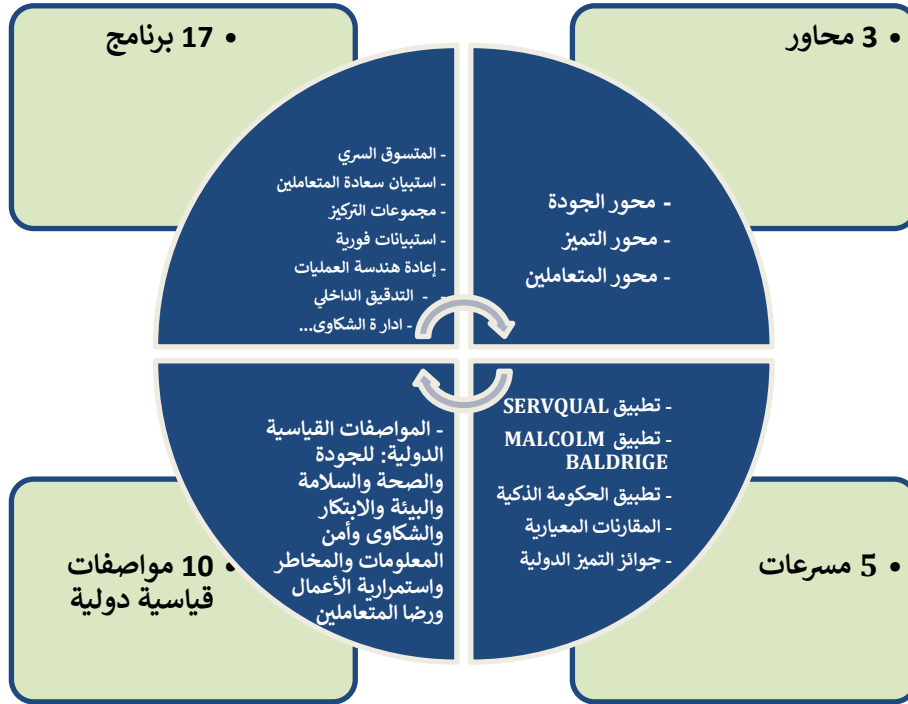 • 3 محاور
- محور الجودة
- محور التميز
- محور المتعاملين
• 17 برنامج
- المتسوق السري
- استبيان سعادة المتعاملين
- مجموعات التركيز
- استبيانات فورية
- إعادة هندسة العمليات
- - التدقيق الداخلي
- ادار ة الشكاوى...
• 5 مسرعات
- تطبيق SERVQUAL
- تطبيق MALCOLM
BALDRIGE
- تطبيق الحكومة الذكية
- المقارنات المعيارية
- جوائز التميز الدولية
• 10 مواصفات
قياسية دولية
- المواصفات القياسية
الدولية: للجودة
والصحة والسلامة
والبيئة والابتكار
والشكاوى وأمن
المعلومات والمخاطر
واستمرارية الأعمال
ورضا المتعاملين